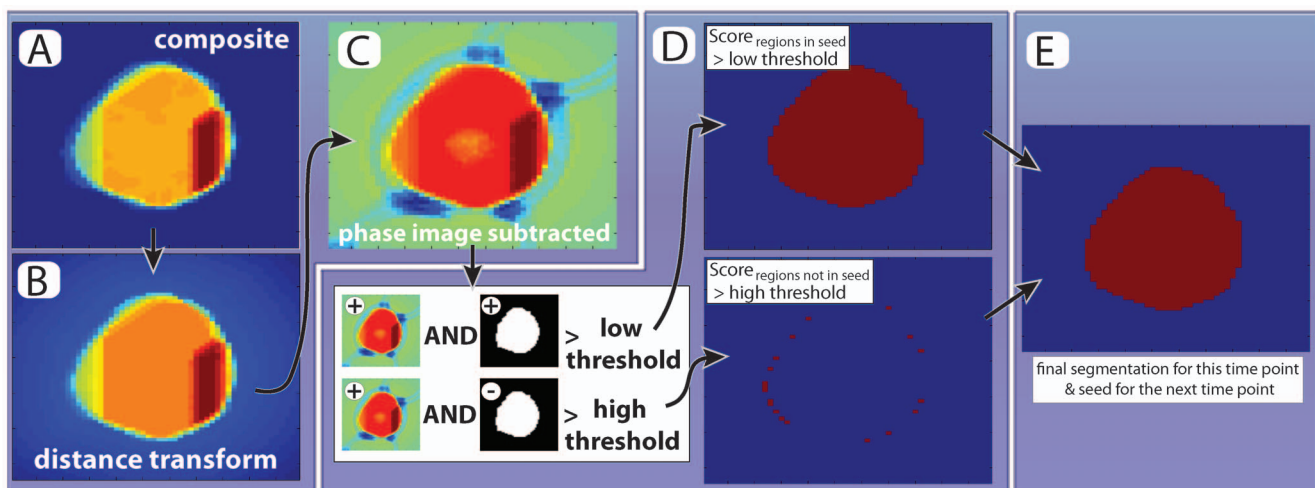 A
composite
B
distance transform
C
phase image subtracted
+
AND
+
> low
threshold
+
AND
-
> high
threshold
D
Score regions in seed
> low threshold
Score regions not in seed
> high threshold
E
final segmentation for this time point
& seed for the next time point